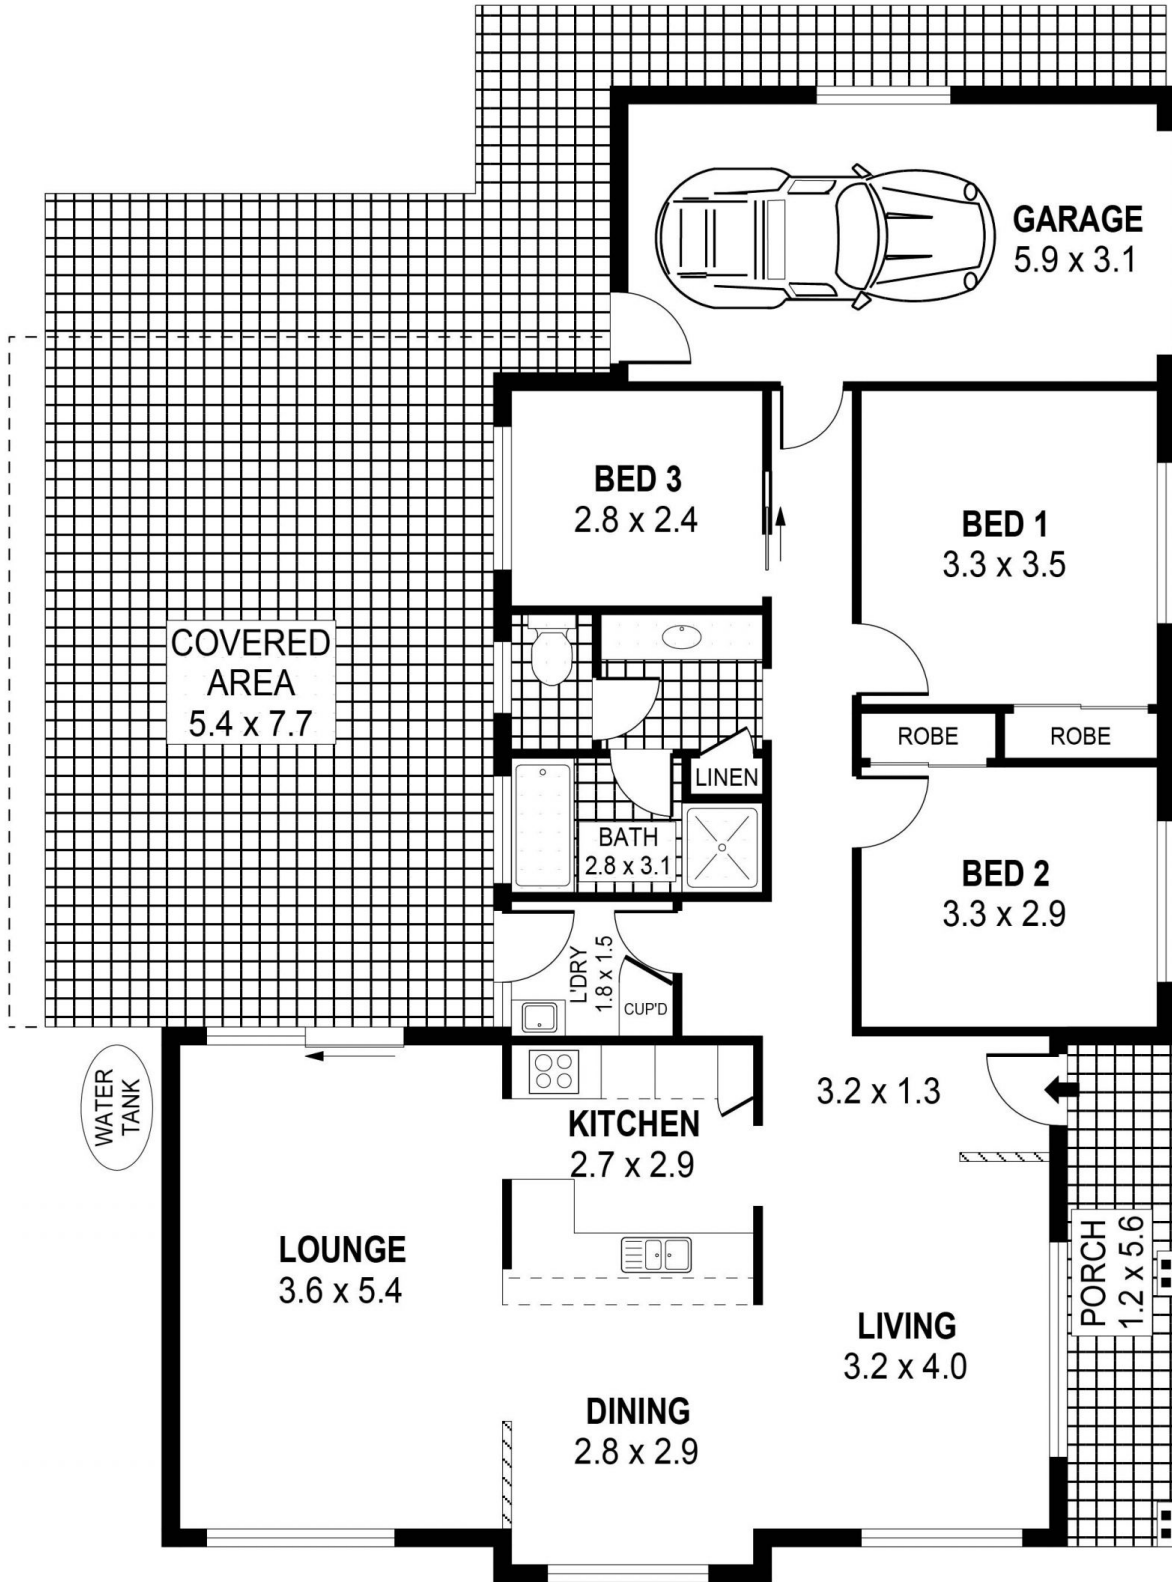 GARAGE
5.9 x 3.1
BED 3
2.8 x 2.4
BED 1
3.3 x 3.5
COVERED
AREA
5.4 x 7.7
ROBE
ROBE
LINEN
BATH
2.8 x 3.1
BED 2
3.3 x 2.9
L'DRY
1.8 x 1.5
CUP'D
WATER
TANK
KITCHEN
2.7 x 2.9
3.2 x 1.3
LOUNGE
3.6 x 5.4
PORCH
1.2 x 5.6
LIVING
3.2 x 4.0
DINING
2.8 x 2.9